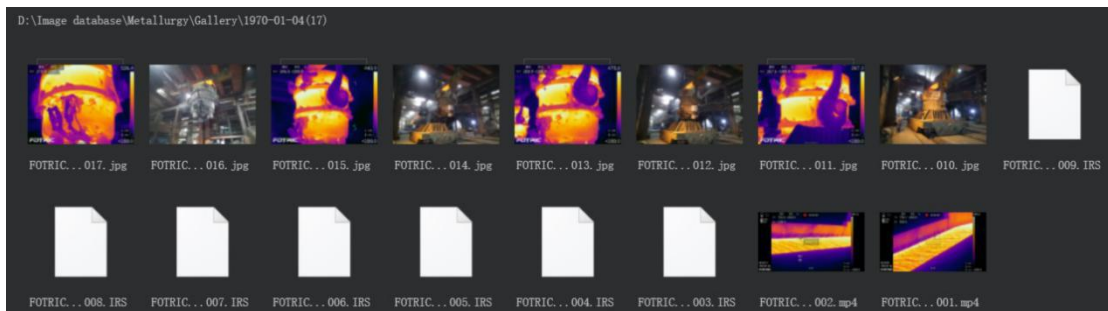 D:\Image database\Metallurgy\Gallery\1970-01-04(17)
FOTRIC...017.jpg FOTRIC...016.jpg FOTRIC...015.jpg FOTRIC...014.jpg FOTRIC...013.jpg FOTRIC...012.jpg FOTRIC...011.jpg FOTRIC...010.jpg FOTRIC...009.IRS
FOTRIC...008.IRS FOTRIC...007.IRS FOTRIC...006.IRS FOTRIC...005.IRS FOTRIC...004.IRS FOTRIC...003.IRS FOTRIC...002.mp4 FOTRIC...001.mp4